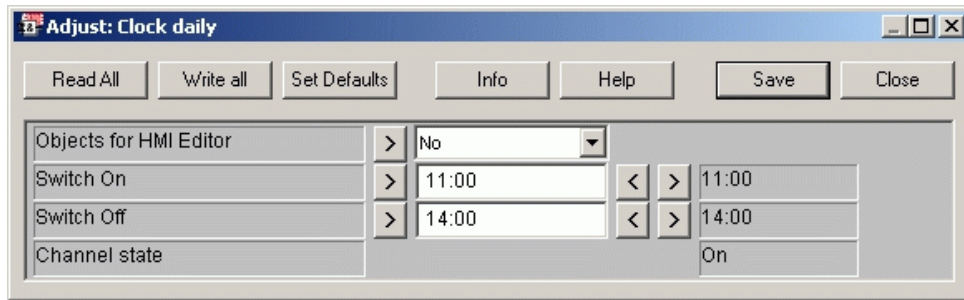 Adjust: Clock daily
Read All Write all Set Defaults Info Help Save Close
Objects for HMI Editor > No
Switch On > 11:00 < > 11:00
Switch Off > 14:00 < > 14:00
Channel state On